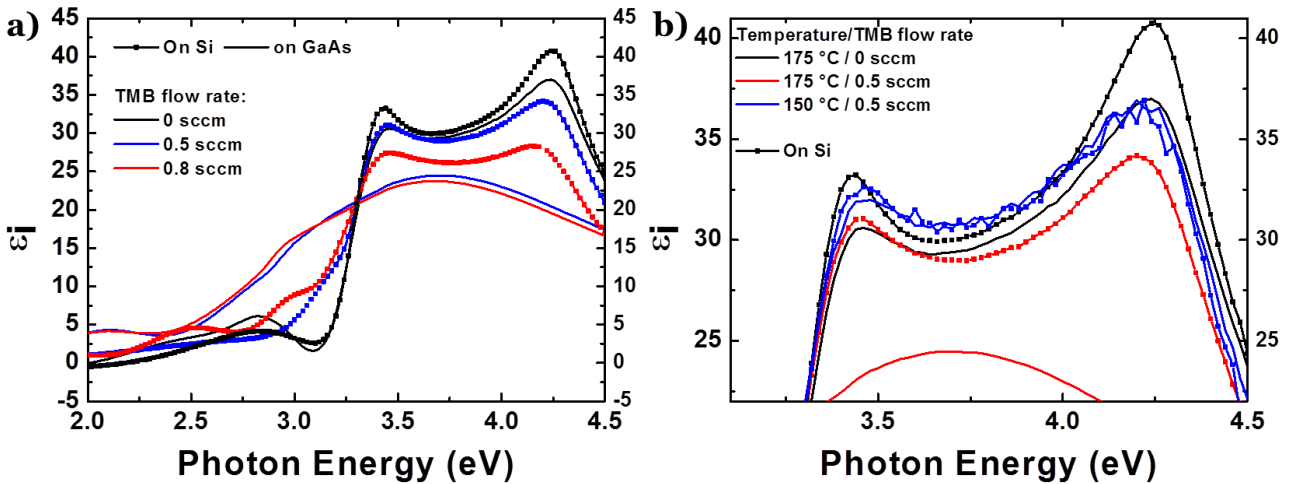 a)
On Si on GaAs
TMB flow rate:
0 sccm
0.5 sccm
0.8 sccm
45
40
35
30
25
20
15
10
5
0
-5
45
40
35
30
25
20
15
10
5
0
-5
εi
2.0 2.5 3.0 3.5 4.0 4.5
Photon Energy (eV)
b)
Temperature/TMB flow rate
175 °C / 0 sccm
175 °C / 0.5 sccm
150 °C / 0.5 sccm
On Si
40
35
30
25
40
35
30
25
εi
3.5 4.0 4.5
Photon Energy (eV)